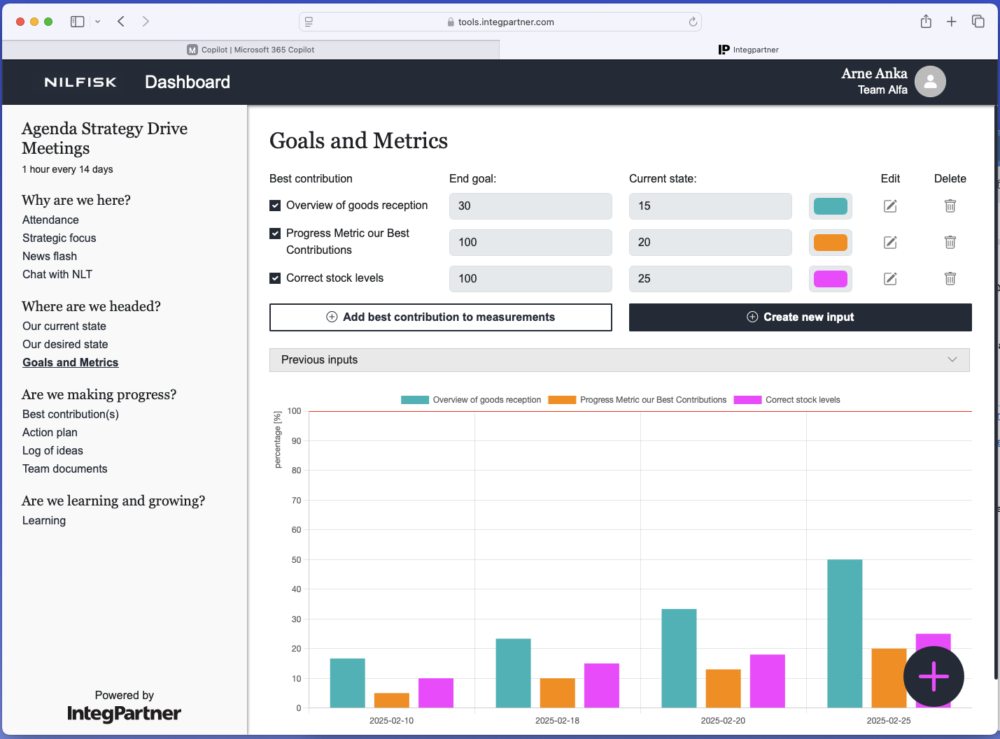 tools.integpartner.com
M Copilot | Microsoft 365 Copilot
IP Integpartner
NILFISK Dashboard
Arne Anka
Team Alfa
Agenda Strategy Drive
Meetings
1 hour every 14 days
Why are we here?
Attendance
Strategic focus
News flash
Chat with NLT
Where are we headed?
Our current state
Our desired state
Goals and Metrics
Are we making progress?
Best contribution(s)
Action plan
Log of ideas
Team documents
Are we learning and growing?
Learning
Powered by
IntegPartner
Goals and Metrics
Best contribution End goal: Current state: Edit Delete
Overview of goods reception 30 15
Progress Metric our Best
Contributions 100 20
Correct stock levels 100 25
Add best contribution to measurements
Create new input
Previous inputs
Overview of goods reception Progress Metric our Best Contributions Correct stock levels
percentage [%]
100
90
80
70
60
50
40
30
20
10
0
2025-02-10 2025-02-18 2025-02-20 2025-02-25